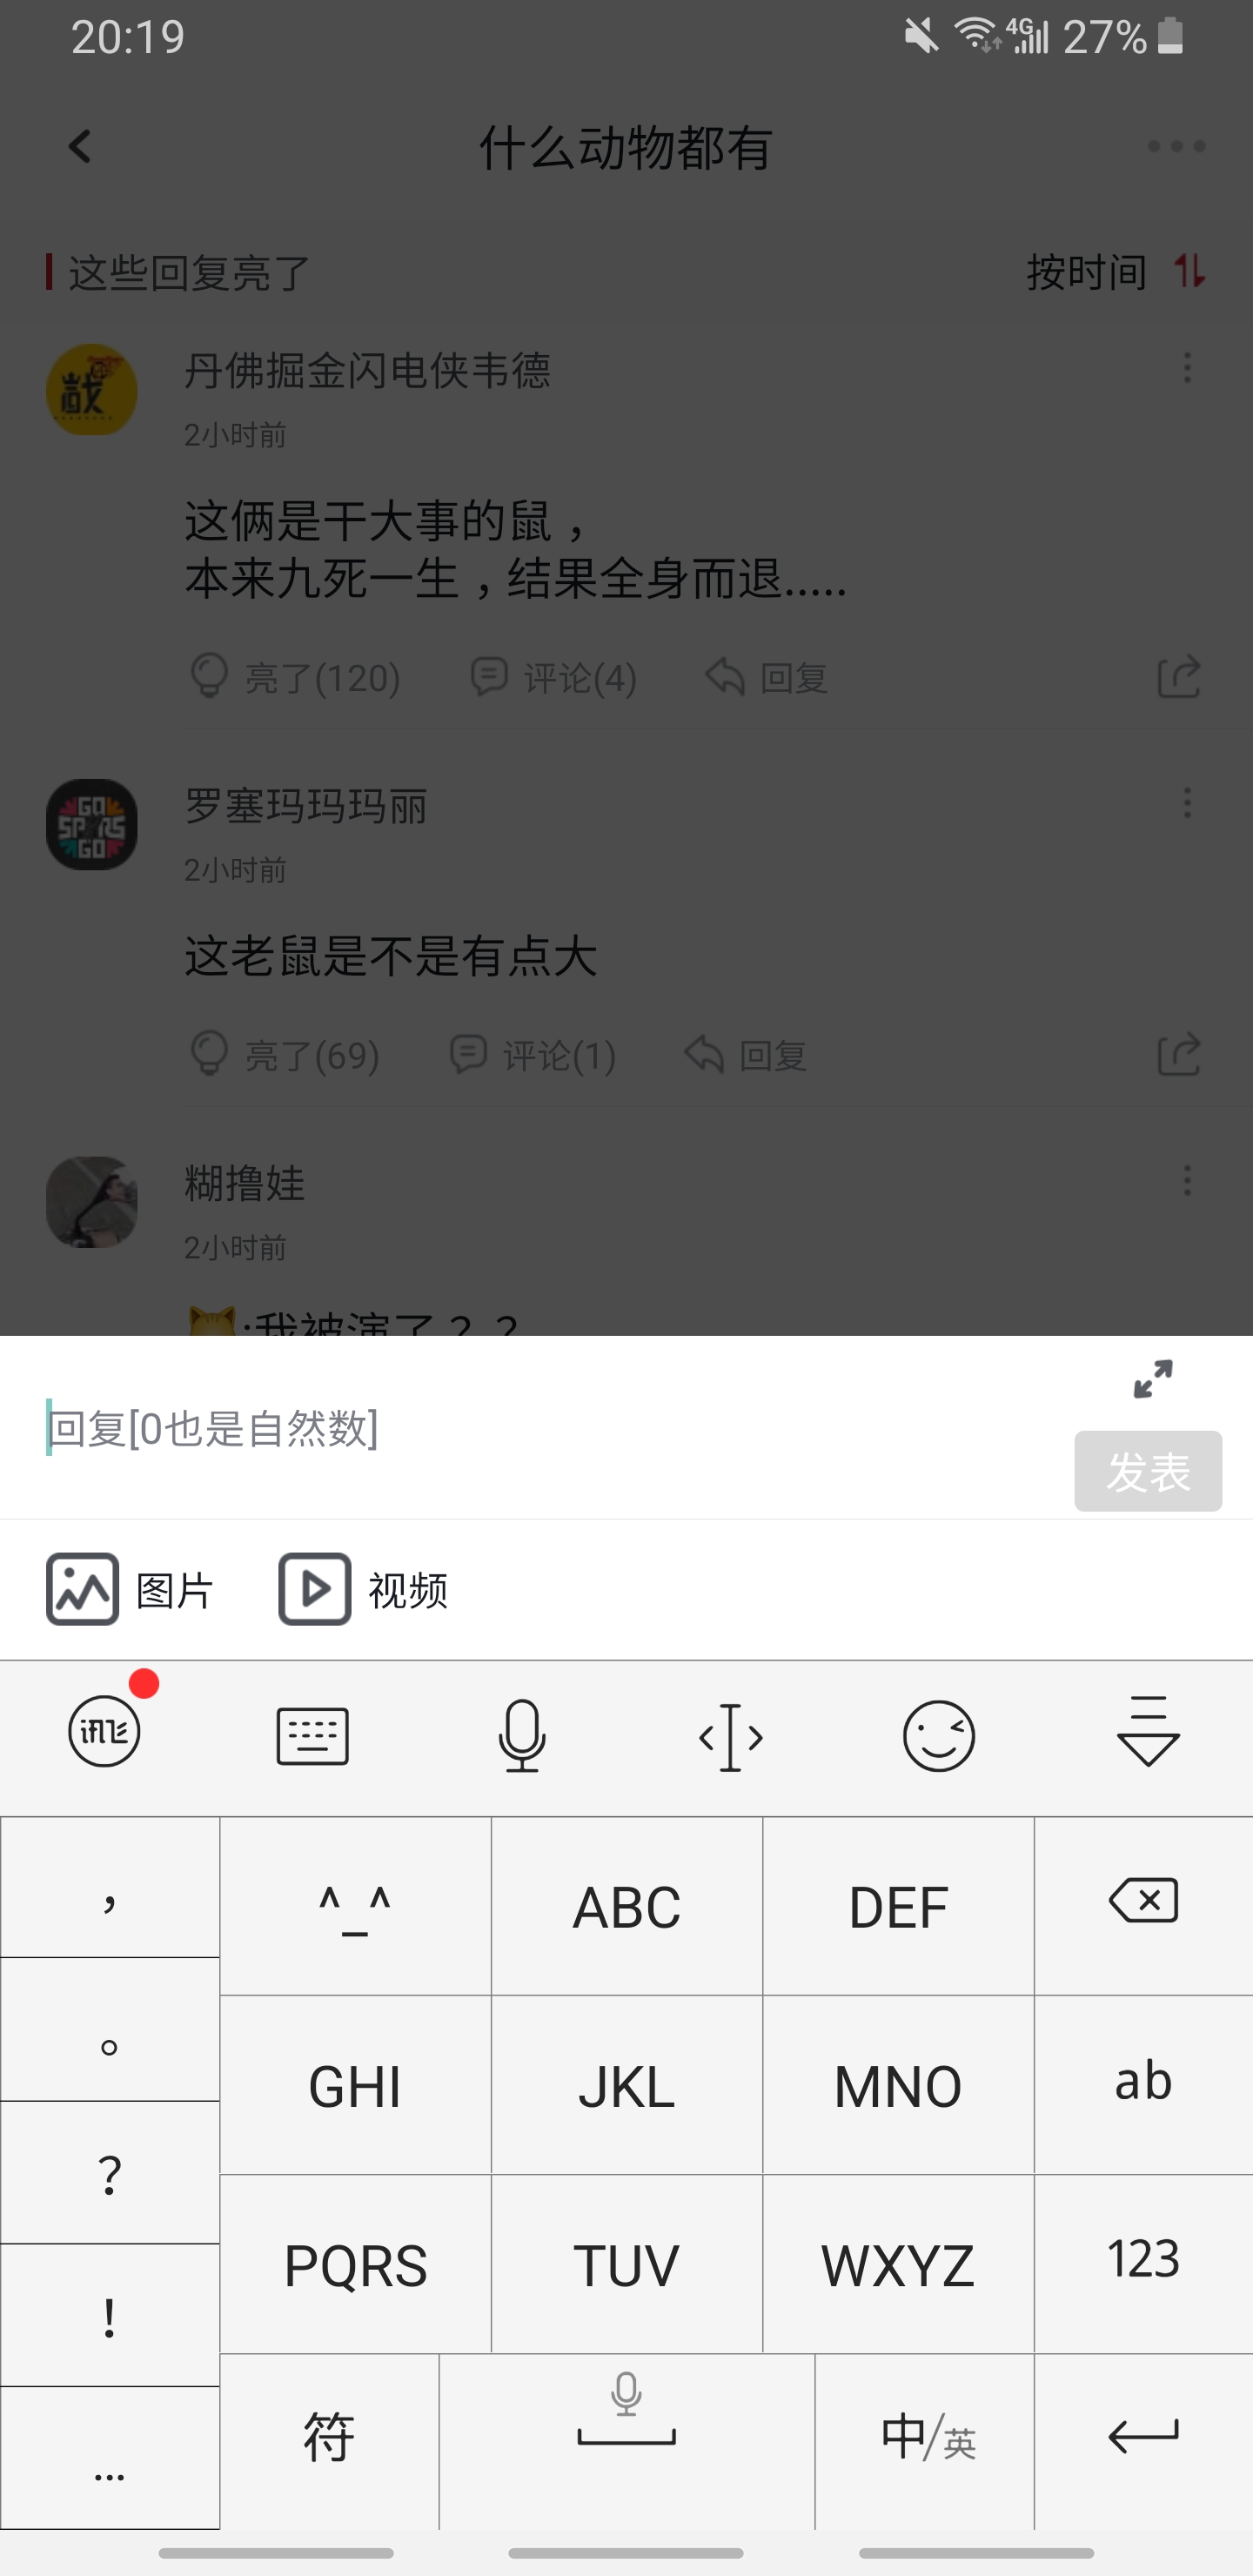 20:19
4G
27%
什么动物都有
这些回复亮了
按时间
丹佛掘金闪电侠韦德
2小时前
这俩是干大事的鼠，
本来九死一生，结果全身而退.....
亮了(120)
评论(4)
回复
罗塞玛玛玛丽
2小时前
这老鼠是不是有点大
亮了(69)
评论(1)
回复
糊撸娃
2小时前
:我被演了？？
回复[0也是自然数]
发表
图片
视频
讯飞
，
^_^
ABC
DEF
。
GHI
JKL
MNO
ab
？
PQRS
TUV
WXYZ
123
！
...
符
中/英